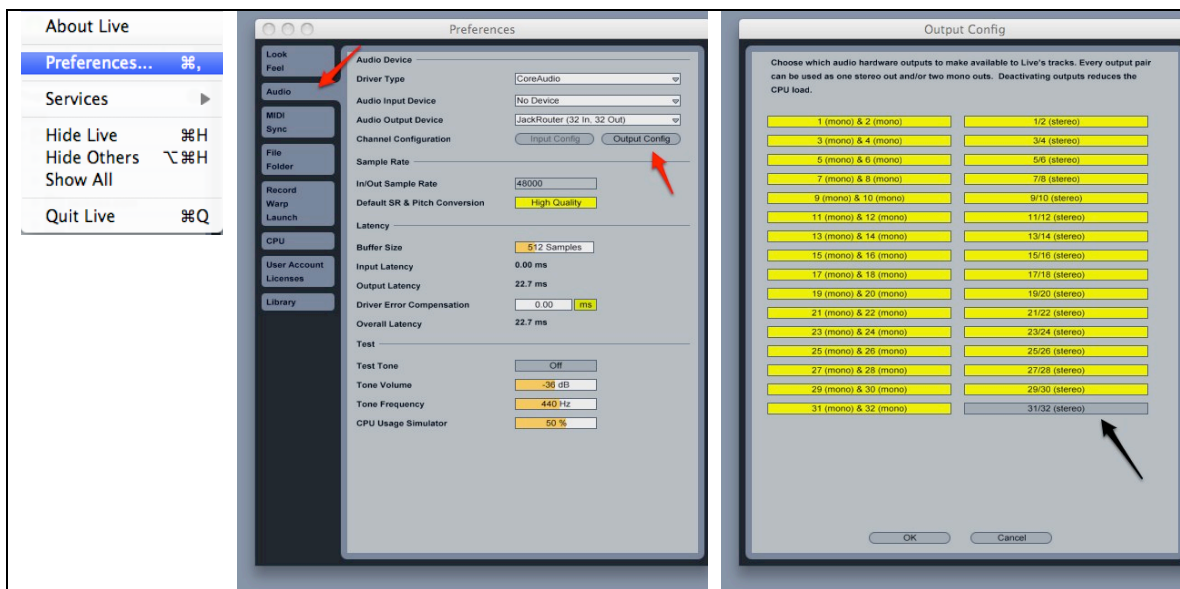 About Live
Preferences... ⌘,
Services
Hide Live ⌘H
Hide Others ⌥⌘H
Show All
Quit Live ⌘Q
Preferences
Look
Feel
Audio
MIDI
Sync
File
Folder
Record
Warp
Launch
CPU
User Account
Licenses
Library
Audio Device
Driver Type CoreAudio
Audio Input Device No Device
Audio Output Device JackRouter (32 In, 32 Out)
Channel Configuration Input Config Output Config
Sample Rate
In/Out Sample Rate 48000
Default SR & Pitch Conversion High Quality
Latency
Buffer Size 512 Samples
Input Latency 0.00 ms
Output Latency 22.7 ms
Driver Error Compensation 0.00 ms
Overall Latency 22.7 ms
Test
Test Tone Off
Tone Volume -36 dB
Tone Frequency 440 Hz
CPU Usage Simulator 50 %
Output Config
Choose which audio hardware outputs to make available to Live's tracks. Every output pair
can be used as one stereo out and/or two mono outs. Deactivating outputs reduces the
CPU load.
1 (mono) & 2 (mono) 1/2 (stereo)
3 (mono) & 4 (mono) 3/4 (stereo)
5 (mono) & 6 (mono) 5/6 (stereo)
7 (mono) & 8 (mono) 7/8 (stereo)
9 (mono) & 10 (mono) 9/10 (stereo)
11 (mono) & 12 (mono) 11/12 (stereo)
13 (mono) & 14 (mono) 13/14 (stereo)
15 (mono) & 16 (mono) 15/16 (stereo)
17 (mono) & 18 (mono) 17/18 (stereo)
19 (mono) & 20 (mono) 19/20 (stereo)
21 (mono) & 22 (mono) 21/22 (stereo)
23 (mono) & 24 (mono) 23/24 (stereo)
25 (mono) & 26 (mono) 25/26 (stereo)
27 (mono) & 28 (mono) 27/28 (stereo)
29 (mono) & 30 (mono) 29/30 (stereo)
31 (mono) & 32 (mono) 31/32 (stereo)
OK Cancel